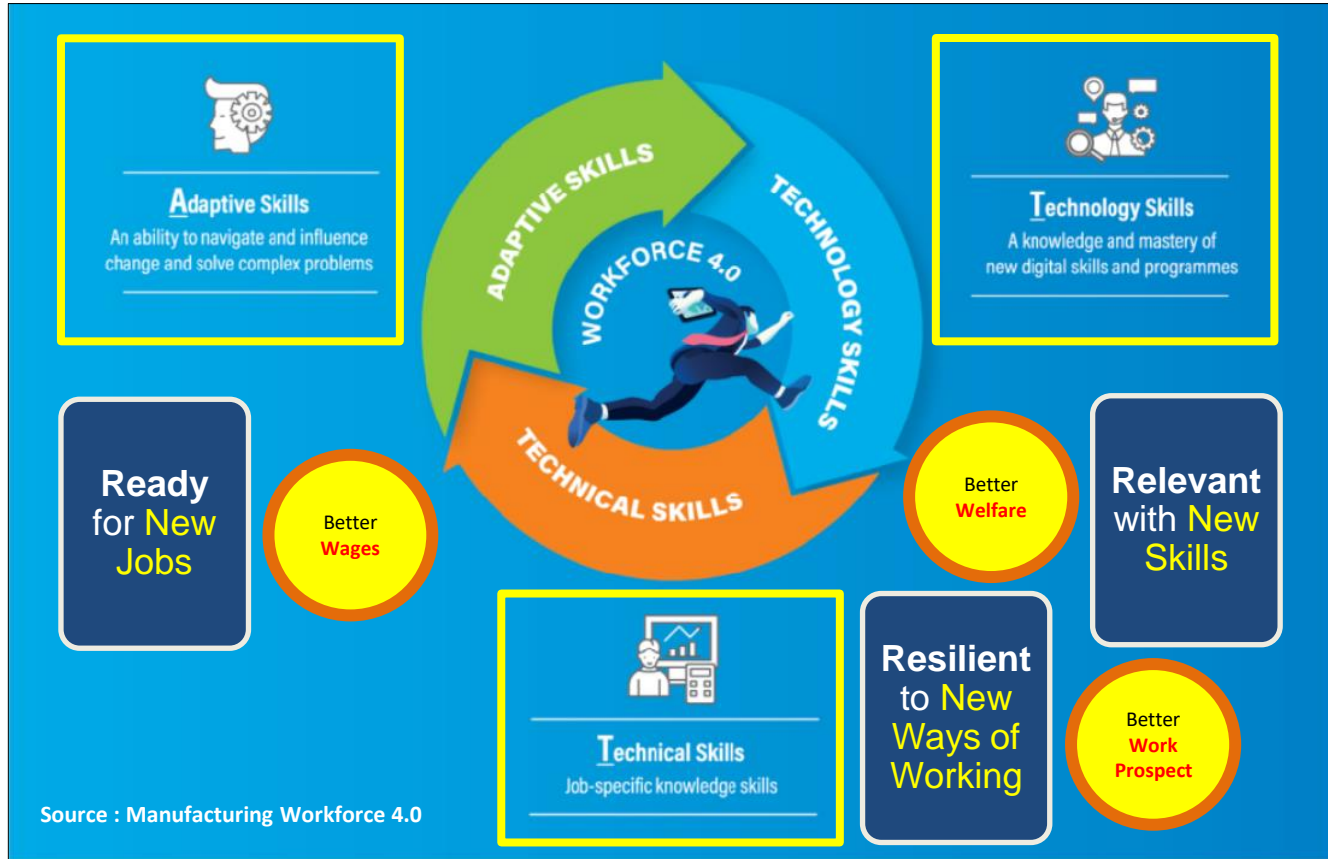 Adaptive Skills
An ability to navigate and influence
change and solve complex problems
ADAPTIVE SKILLS
TECHNOLOGY SKILLS
TECHNICAL SKILLS
WORKFORCE 4.0
Technology Skills
A knowledge and mastery of
new digital skills and programmes
Ready
for New
Jobs
Better
Wages
Better
Welfare
Relevant
with New
Skills
Technical Skills
Job-specific knowledge skills
Resilient
to New
Ways of
Working
Better
Work
Prospect
Source : Manufacturing Workforce 4.0